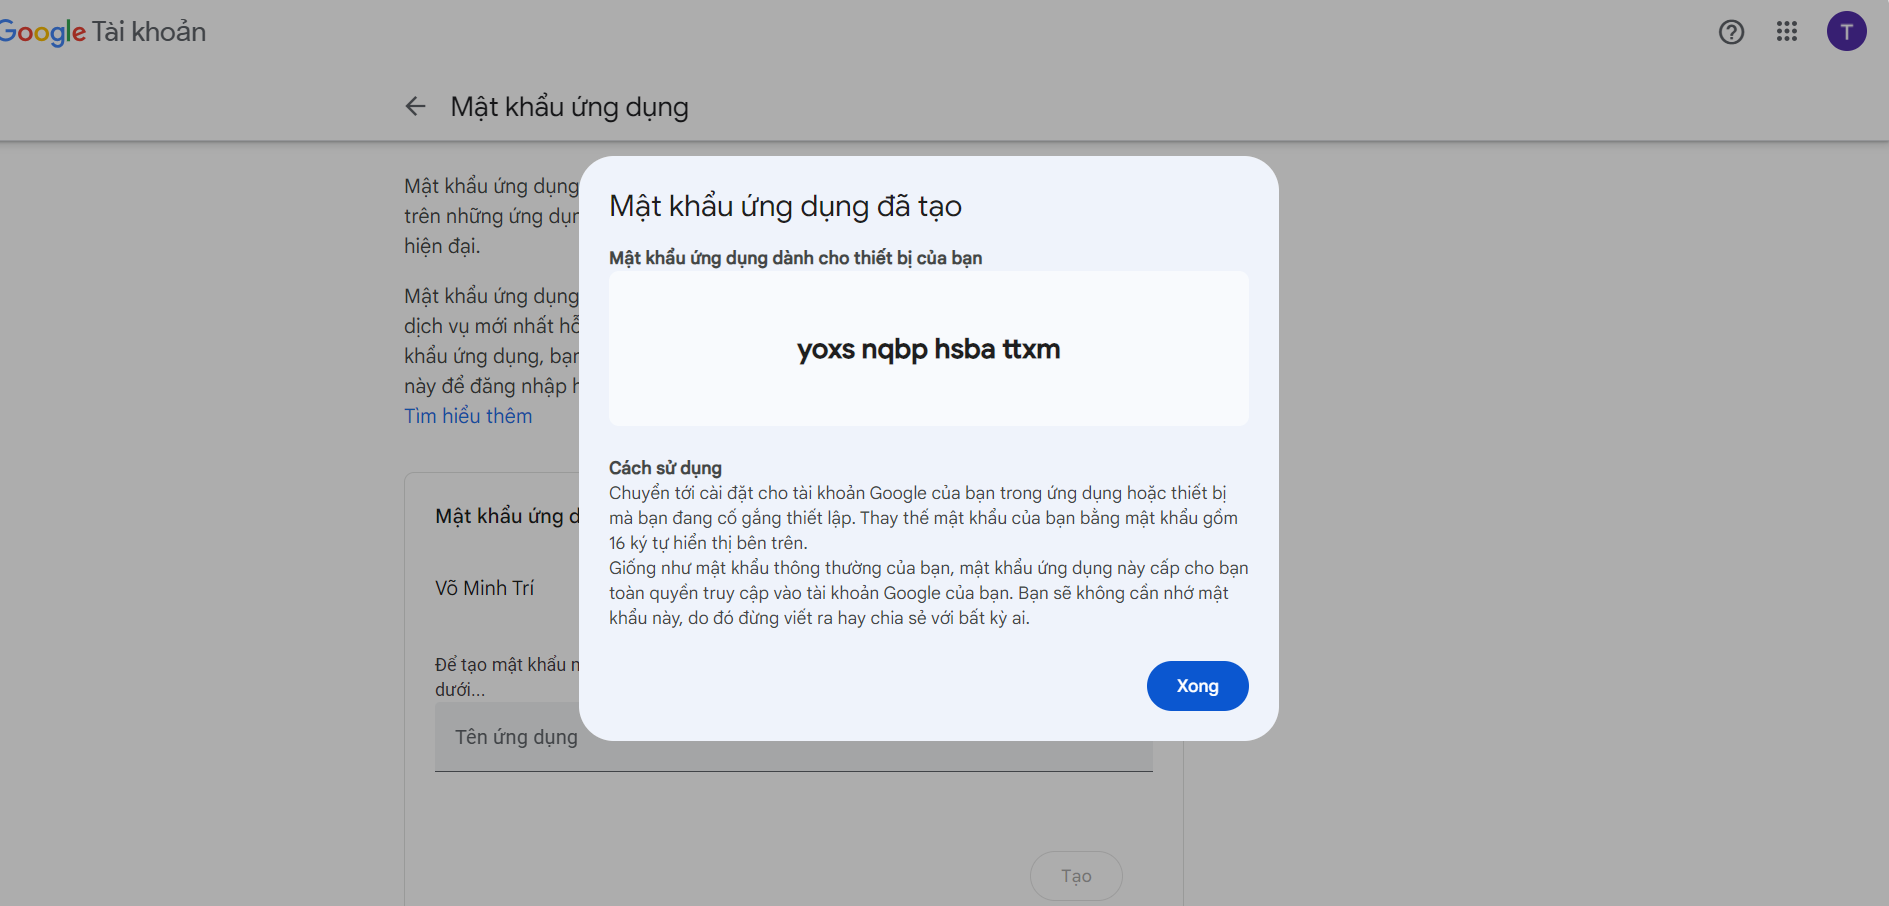 Google Tài khoản
T
Mật khẩu ứng dụng
Mật khẩu ứng dụng
trên những ứng dụn
hiện đại.
Mật khẩu ứng dụng
dịch vụ mới nhất hỗ
khẩu ứng dụng, bạn
này để đăng nhập h
Tìm hiểu thêm
Mật khẩu ứng d
Võ Minh Trí
Để tạo mật khẩu m
dưới...
Tên ứng dụng
Tạo
Mật khẩu ứng dụng đã tạo
Mật khẩu ứng dụng dành cho thiết bị của bạn
yoxs nqbp hsba ttxm
Cách sử dụng
Chuyển tới cài đặt cho tài khoản Google của bạn trong ứng dụng hoặc thiết bị
mà bạn đang cố gắng thiết lập. Thay thế mật khẩu của bạn bằng mật khẩu gồm
16 ký tự hiển thị bên trên.
Giống như mật khẩu thông thường của bạn, mật khẩu ứng dụng này cấp cho bạn
toàn quyền truy cập vào tài khoản Google của bạn. Bạn sẽ không cần nhớ mật
khẩu này, do đó đừng viết ra hay chia sẻ với bất kỳ ai.
Xong